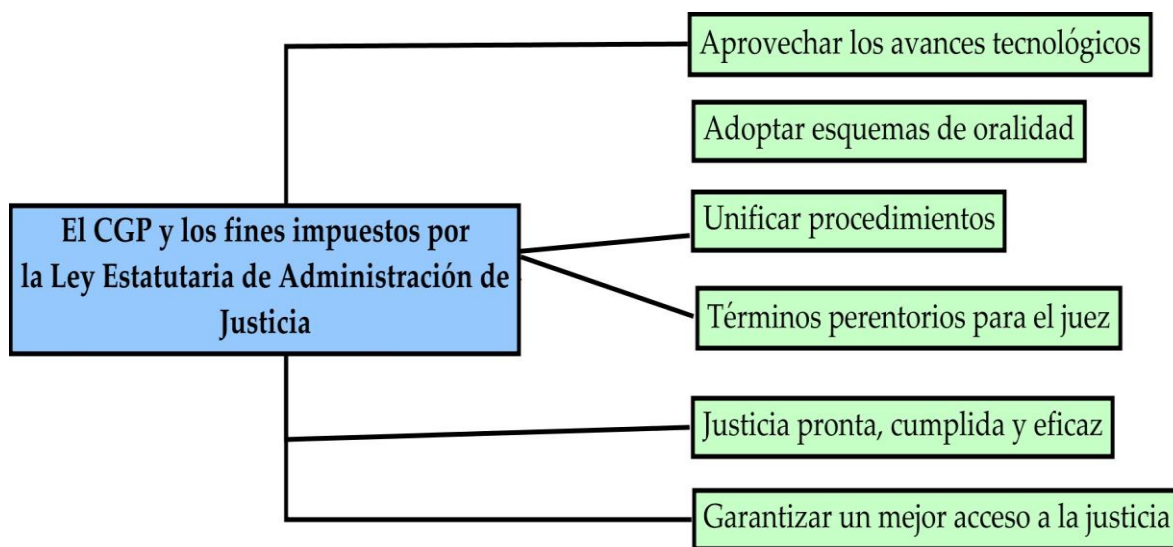 Aprovechar los avances tecnológicos
Adoptar esquemas de oralidad
El CGP y los fines impuestos por
la Ley Estatutaria de Administración de
Justicia
Unificar procedimientos
Términos perentorios para el juez
Justicia pronta, cumplida y eficaz
Garantizar un mejor acceso a la justicia